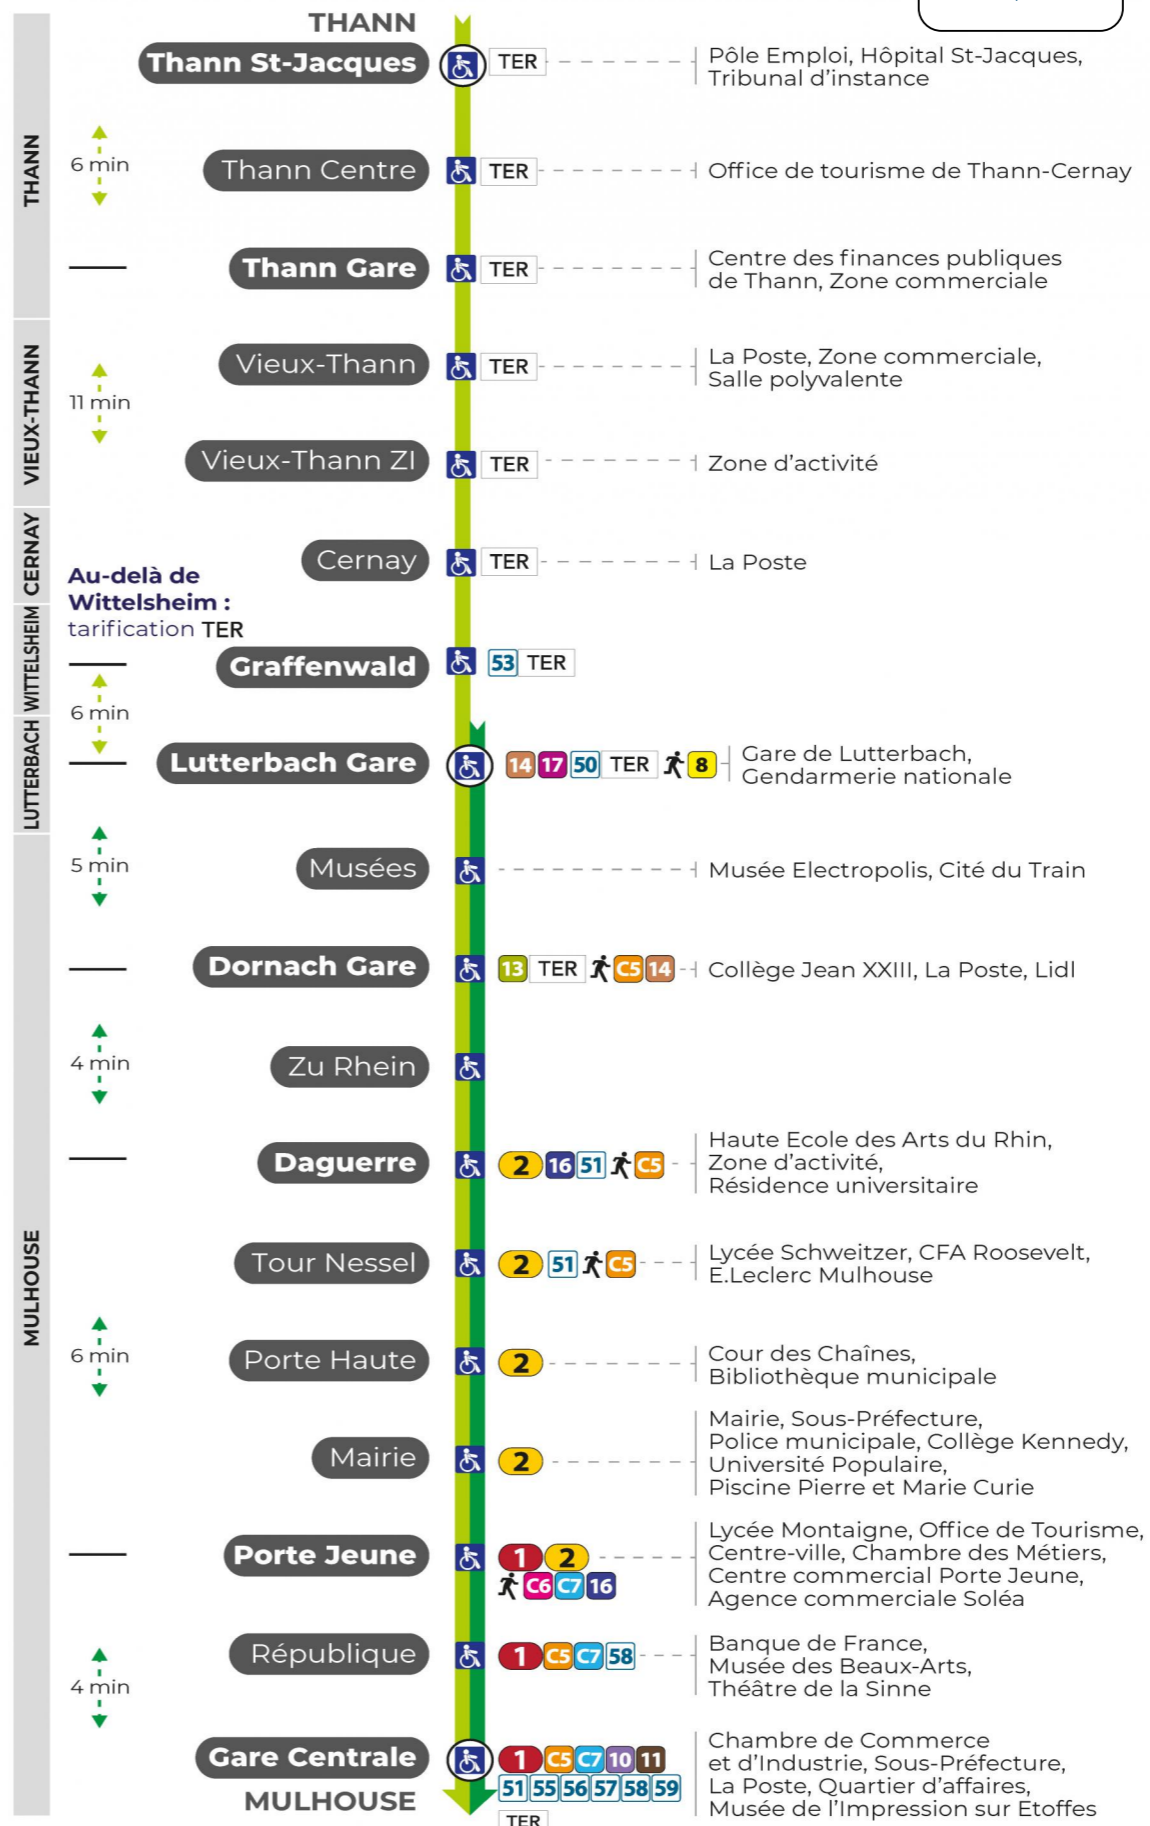 THANN
Thann St-Jacques
TER
Pôle Emploi, Hôpital St-Jacques,
Tribunal d'instance
THANN
6 min
Thann Centre
TER
Office de tourisme de Thann-Cernay
Thann Gare
TER
Centre des finances publiques
de Thann, Zone commerciale
VIEUX-THANN
Vieux-Thann
TER
La Poste, Zone commerciale,
Salle polyvalente
11 min
Vieux-Thann ZI
TER
Zone d'activité
CERNAY
Cernay
TER
La Poste
Au-delà de
Wittelsheim :
tarification TER
WITTELSHEIM
Graffenwald
53 TER
6 min
LUTTERBACH
Lutterbach Gare
14 17 50 TER 8
Gare de Lutterbach,
Gendarmerie nationale
MULHOUSE
5 min
Musées
Musée Electropolis, Cité du Train
Dornach Gare
13 TER C5 14
Collège Jean XXIII, La Poste, Lidl
4 min
Zu Rhein
Daguerre
2 16 51 C5
Haute Ecole des Arts du Rhin,
Zone d'activité,
Résidence universitaire
Tour Nessel
2 51 C5
Lycée Schweitzer, CFA Roosevelt,
E.Leclerc Mulhouse
6 min
Porte Haute
2
Cour des Chaînes,
Bibliothèque municipale
Mairie
2
Mairie, Sous-Préfecture,
Police municipale, Collège Kennedy,
Université Populaire,
Piscine Pierre et Marie Curie
Porte Jeune
1 2
C6 C7 16
Lycée Montaigne, Office de Tourisme,
Centre-ville, Chambre des Métiers,
Centre commercial Porte Jeune,
Agence commerciale Soléa
République
1 C5 C7 58
Banque de France,
Musée des Beaux-Arts,
Théâtre de la Sinne
4 min
Gare Centrale
1 C5 C7 10 11
51 55 56 57 58 59
TER
Chambre de Commerce
et d'Industrie, Sous-Préfecture,
La Poste, Quartier d'affaires,
Musée de l'Impression sur Etoffes
MULHOUSE